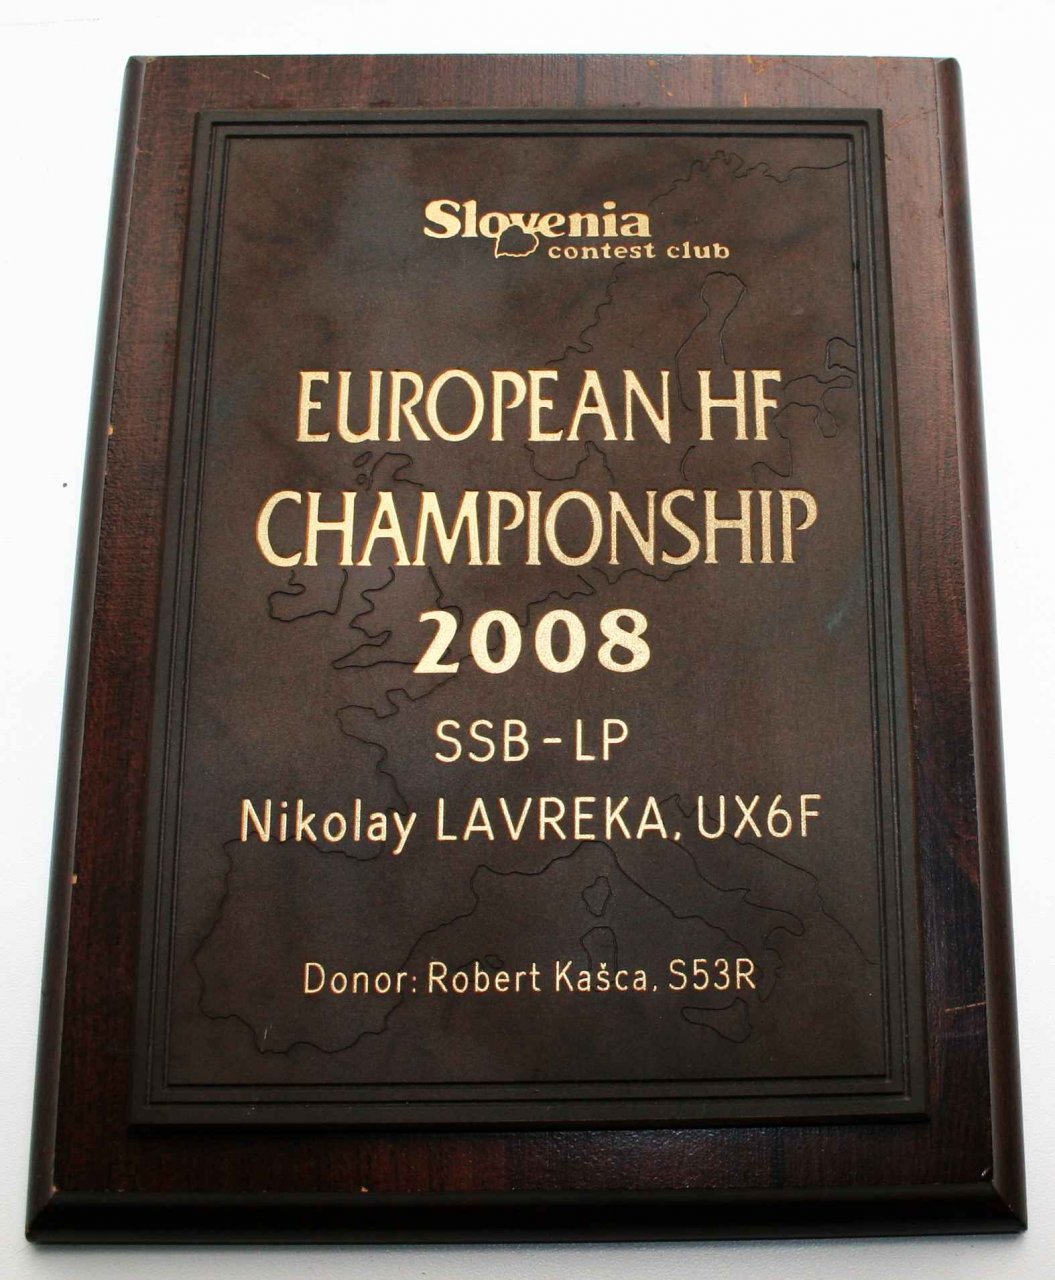 Slovenia
contest club
EUROPEAN HF
CHAMPIONSHIP
2008
SSB - LP
Nikolay LAVREKA, UX6F
Donor: Robert Kašca, S53R